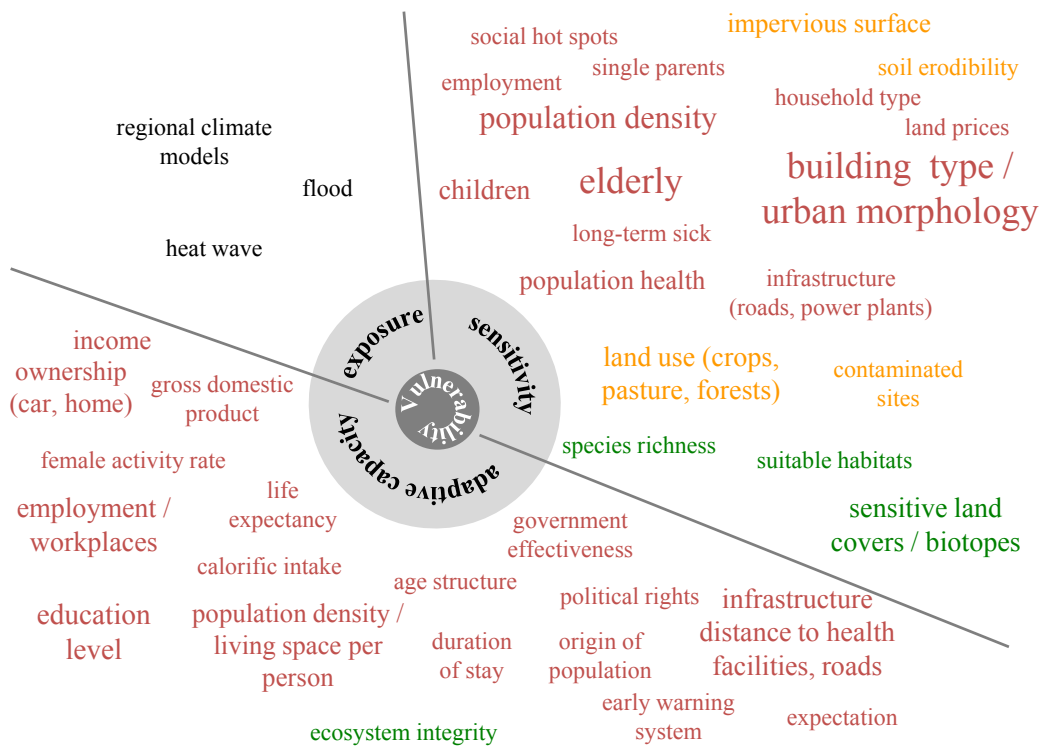 social hot spots
impervious surface
employment
single parents
soil erodibility
household type
population density
land prices
regional climate
models
building type /
urban morphology
flood
children
elderly
heat wave
long-term sick
population health
infrastructure
(roads, power plants)
exposure
sensitivity
adaptive capacity
Vulnerability
land use (crops,
pasture, forests)
contaminated
sites
species richness
suitable habitats
sensitive land
covers / biotopes
income
ownership
(car, home)
gross domestic
product
female activity rate
employment /
workplaces
life
expectancy
government
effectiveness
calorific intake
age structure
political rights
infrastructure
distance to health
facilities, roads
education
level
population density /
living space per
person
duration
of stay
origin of
population
early warning
system
expectation
ecosystem integrity